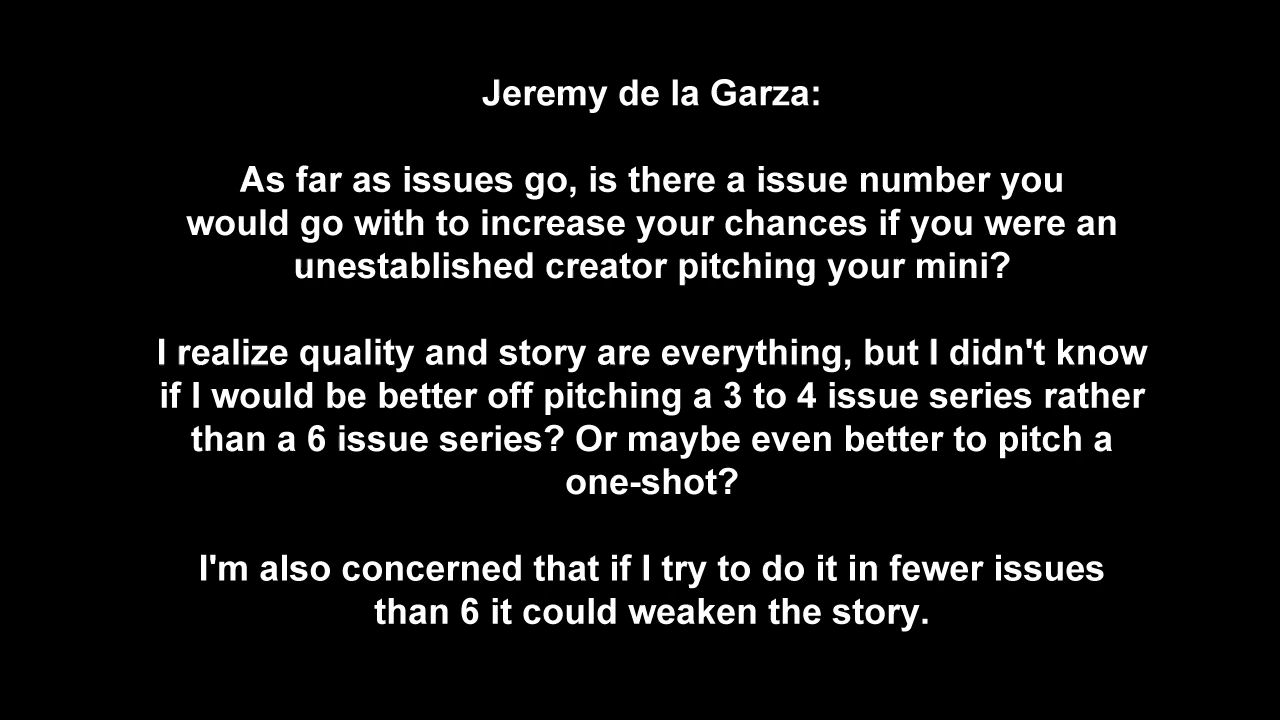 Jeremy de la Garza:
As far as issues go, is there a issue number you
would go with to increase your chances if you were an
unestablished creator pitching your mini?
I realize quality and story are everything, but I didn't know
if I would be better off pitching a 3 to 4 issue series rather
than a 6 issue series? Or maybe even better to pitch a
one-shot?
I'm also concerned that if I try to do it in fewer issues
than 6 it could weaken the story.